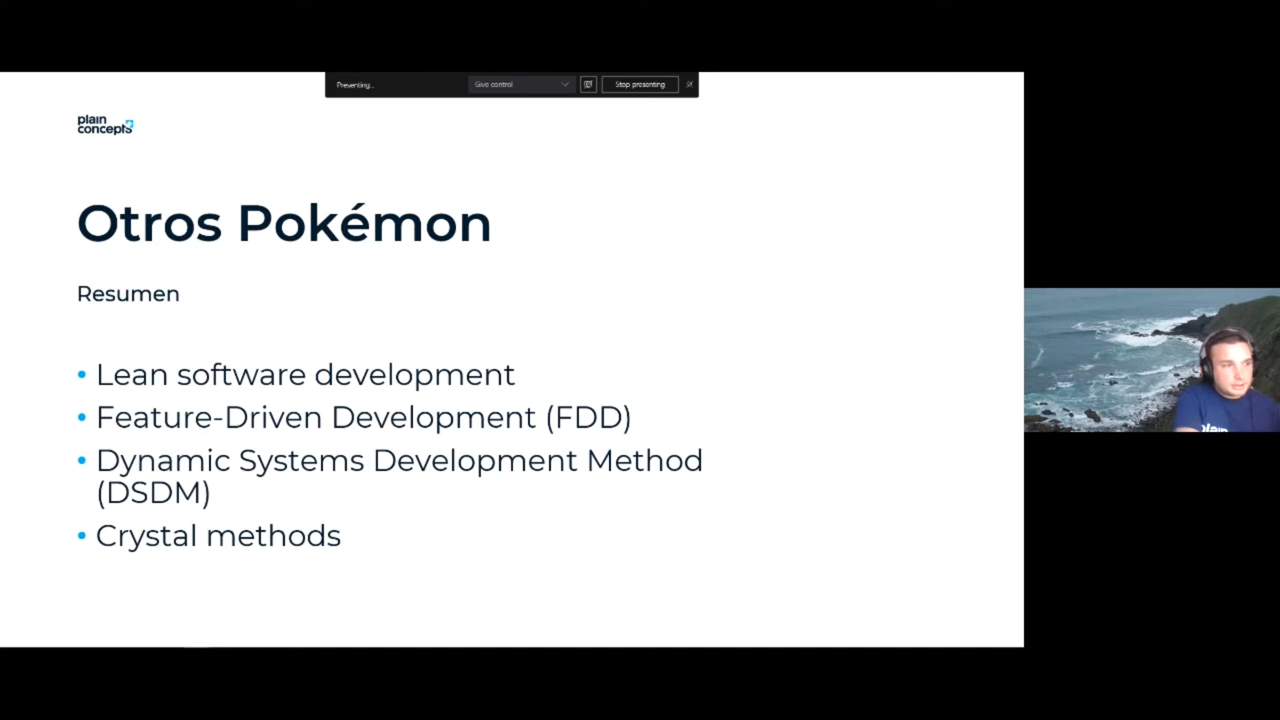 Presenting...
Give control
Stop presenting
plain
concepts
Otros Pokémon
Resumen
• Lean software development
• Feature-Driven Development (FDD)
• Dynamic Systems Development Method
(DSDM)
• Crystal methods
plain